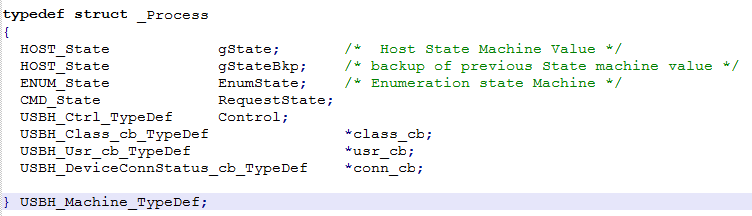 typedef struct _Process
{
  HOST_State            gState;       /*  Host State Machine Value */
  HOST_State            gStateBkp;    /* backup of previous State machine value */
  ENUM_State            EnumState;    /* Enumeration state Machine */
  CMD_State             RequestState;
  USBH_Ctrl_TypeDef     Control;
  USBH_Class_cb_TypeDef               *class_cb;
  USBH_Usr_cb_TypeDef                 *usr_cb;
  USBH_DeviceConnStatus_cb_TypeDef    *conn_cb;
} USBH_Machine_TypeDef;